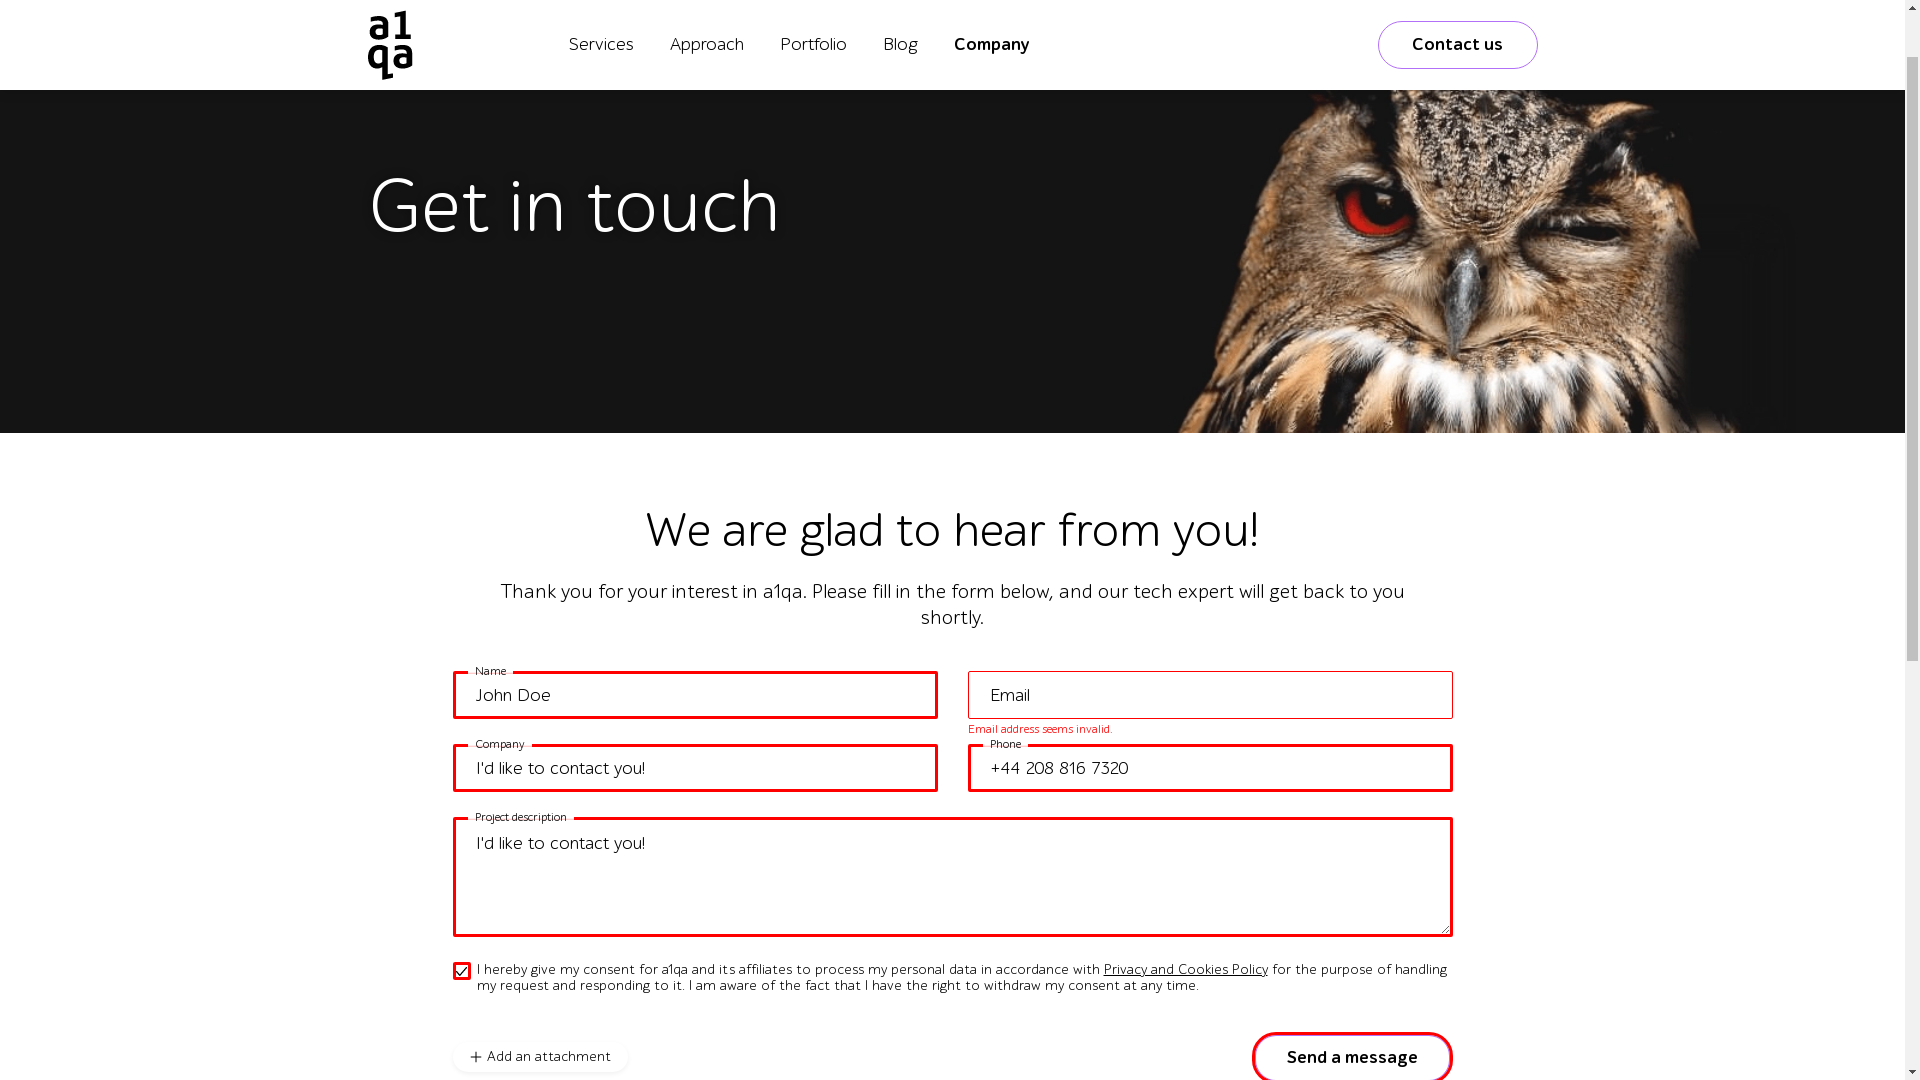 a1
qa
Services Approach Portfolio Blog Company Contact us
Get in touch
We are glad to hear from you!
Thank you for your interest in a1qa. Please fill in the form below, and our tech expert will get back to you
shortly.
Name
John Doe
Email
Email address seems invalid.
Company
I'd like to contact you!
Phone
+44 208 816 7320
Project description
I'd like to contact you!
I hereby give my consent for a1qa and its affiliates to process my personal data in accordance with Privacy and Cookies Policy for the purpose of handling
my request and responding to it. I am aware of the fact that I have the right to withdraw my consent at any time.
Add an attachment
Send a message